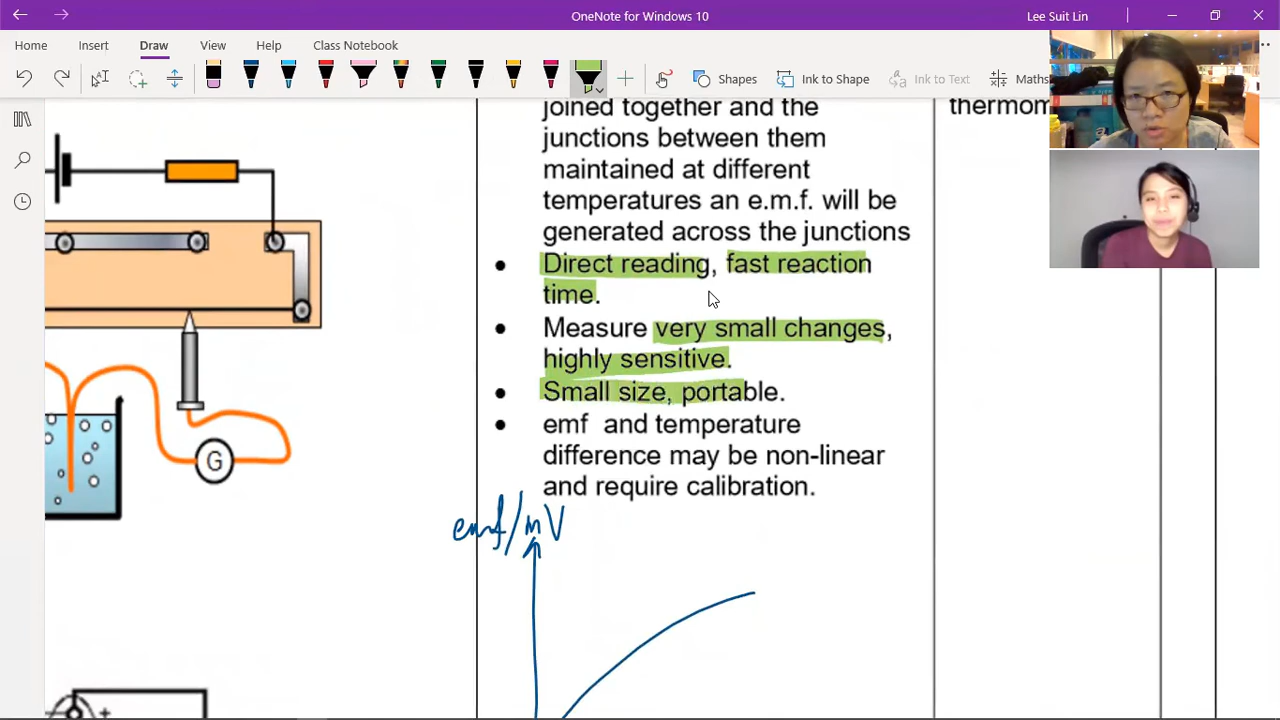 OneNote for Windows 10
Lee Suit Lin
Home Insert Draw View Help Class Notebook
Shapes Ink to Shape Ink to Text Maths
joined together and the
junctions between them
maintained at different
temperatures an e.m.f. will be
generated across the junctions
• Direct reading, fast reaction
time.
• Measure very small changes,
highly sensitive.
• Small size, portable.
• emf and temperature
difference may be non-linear
and require calibration.
thermom
emf/mV
G
+